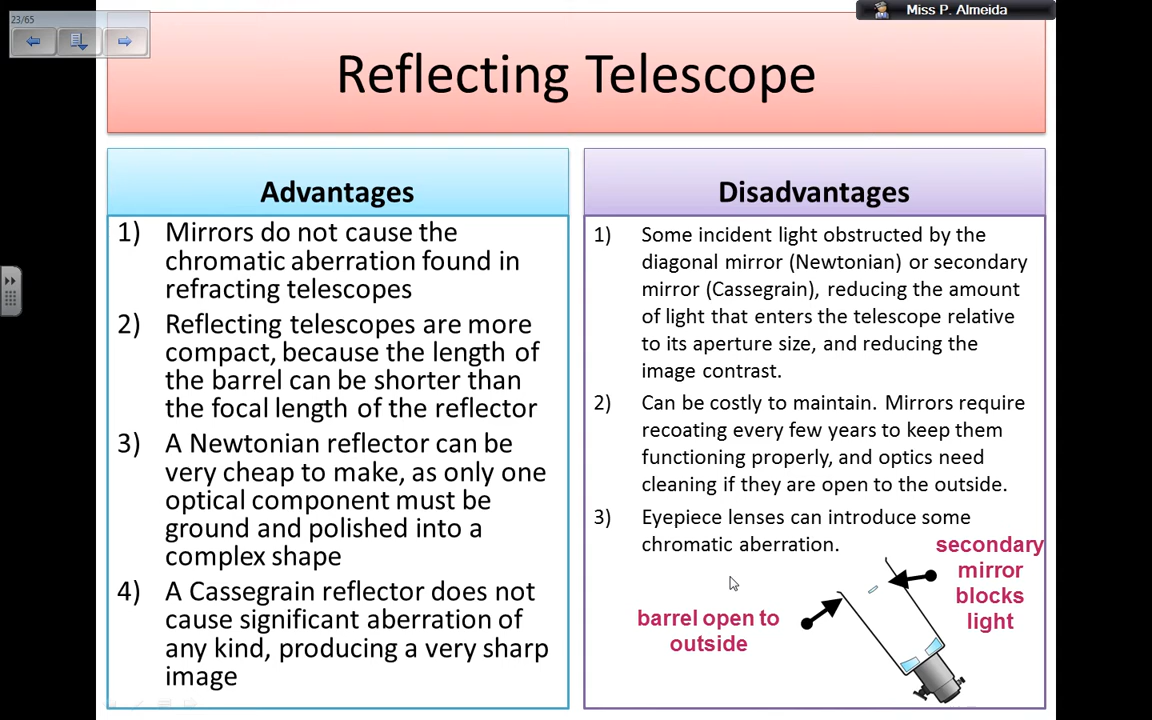 23/65
Miss P. Almeida
Reflecting Telescope
Advantages
1) Mirrors do not cause the
chromatic aberration found in
refracting telescopes
2) Reflecting telescopes are more
compact, because the length of
the barrel can be shorter than
the focal length of the reflector
3) A Newtonian reflector can be
very cheap to make, as only one
optical component must be
ground and polished into a
complex shape
4) A Cassegrain reflector does not
cause significant aberration of
any kind, producing a very sharp
image
Disadvantages
1) Some incident light obstructed by the
diagonal mirror (Newtonian) or secondary
mirror (Cassegrain), reducing the amount
of light that enters the telescope relative
to its aperture size, and reducing the
image contrast.
2) Can be costly to maintain. Mirrors require
recoating every few years to keep them
functioning properly, and optics need
cleaning if they are open to the outside.
3) Eyepiece lenses can introduce some
chromatic aberration.
secondary
mirror
blocks
light
barrel open to
outside